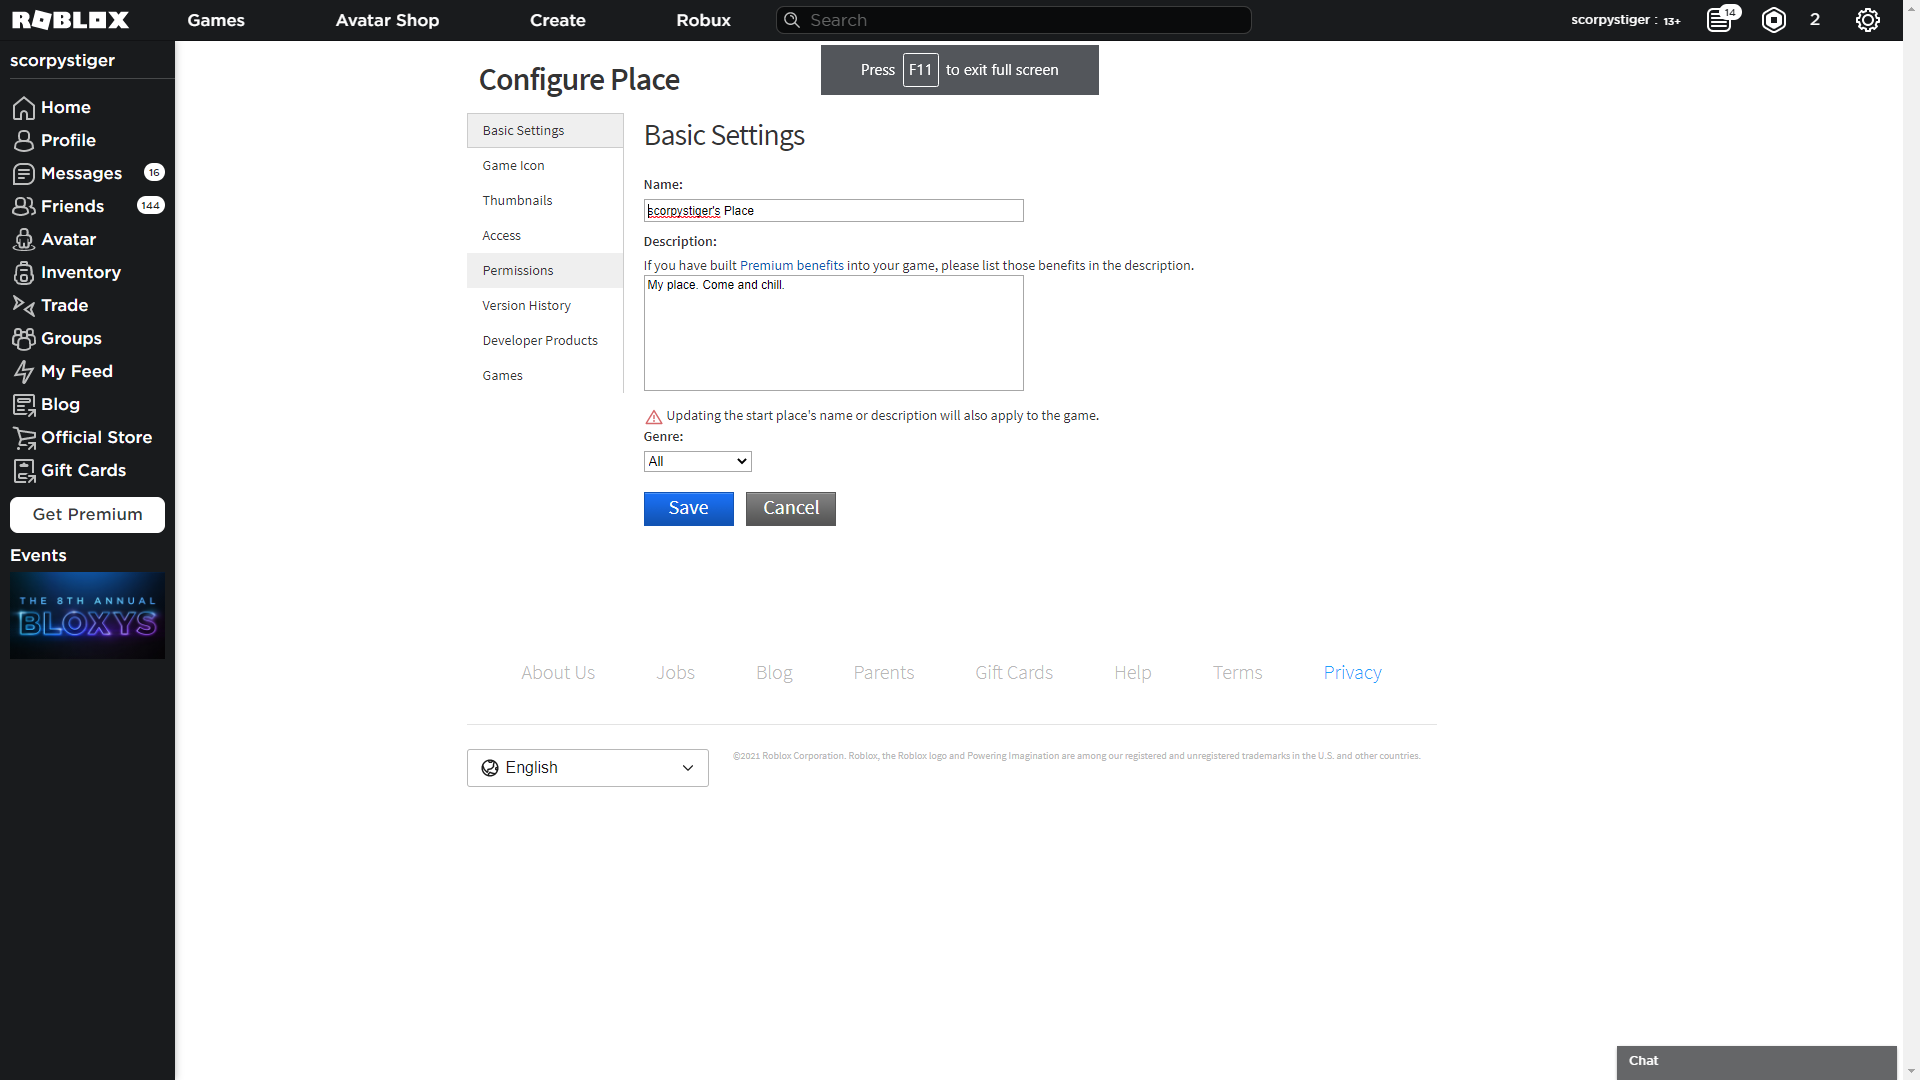 ROBLOX
Games
Avatar Shop
Create
Robux
Search
scorpystiger : 13+
14
2
Press F11 to exit full screen
scorpystiger
Home
Profile
Messages 16
Friends 144
Avatar
Inventory
Trade
Groups
My Feed
Blog
Official Store
Gift Cards
Get Premium
Events
THE 8TH ANNUAL
BLOXYS
Configure Place
Basic Settings
Game Icon
Thumbnails
Access
Permissions
Version History
Developer Products
Games
Basic Settings
Name:
scorpystiger's Place
Description:
If you have built Premium benefits into your game, please list those benefits in the description.
My place. Come and chill.
Updating the start place's name or description will also apply to the game.
Genre:
All
Save
Cancel
About Us
Jobs
Blog
Parents
Gift Cards
Help
Terms
Privacy
English
©2021 Roblox Corporation. Roblox, the Roblox logo and Powering Imagination are among our registered and unregistered trademarks in the U.S. and other countries.
Chat